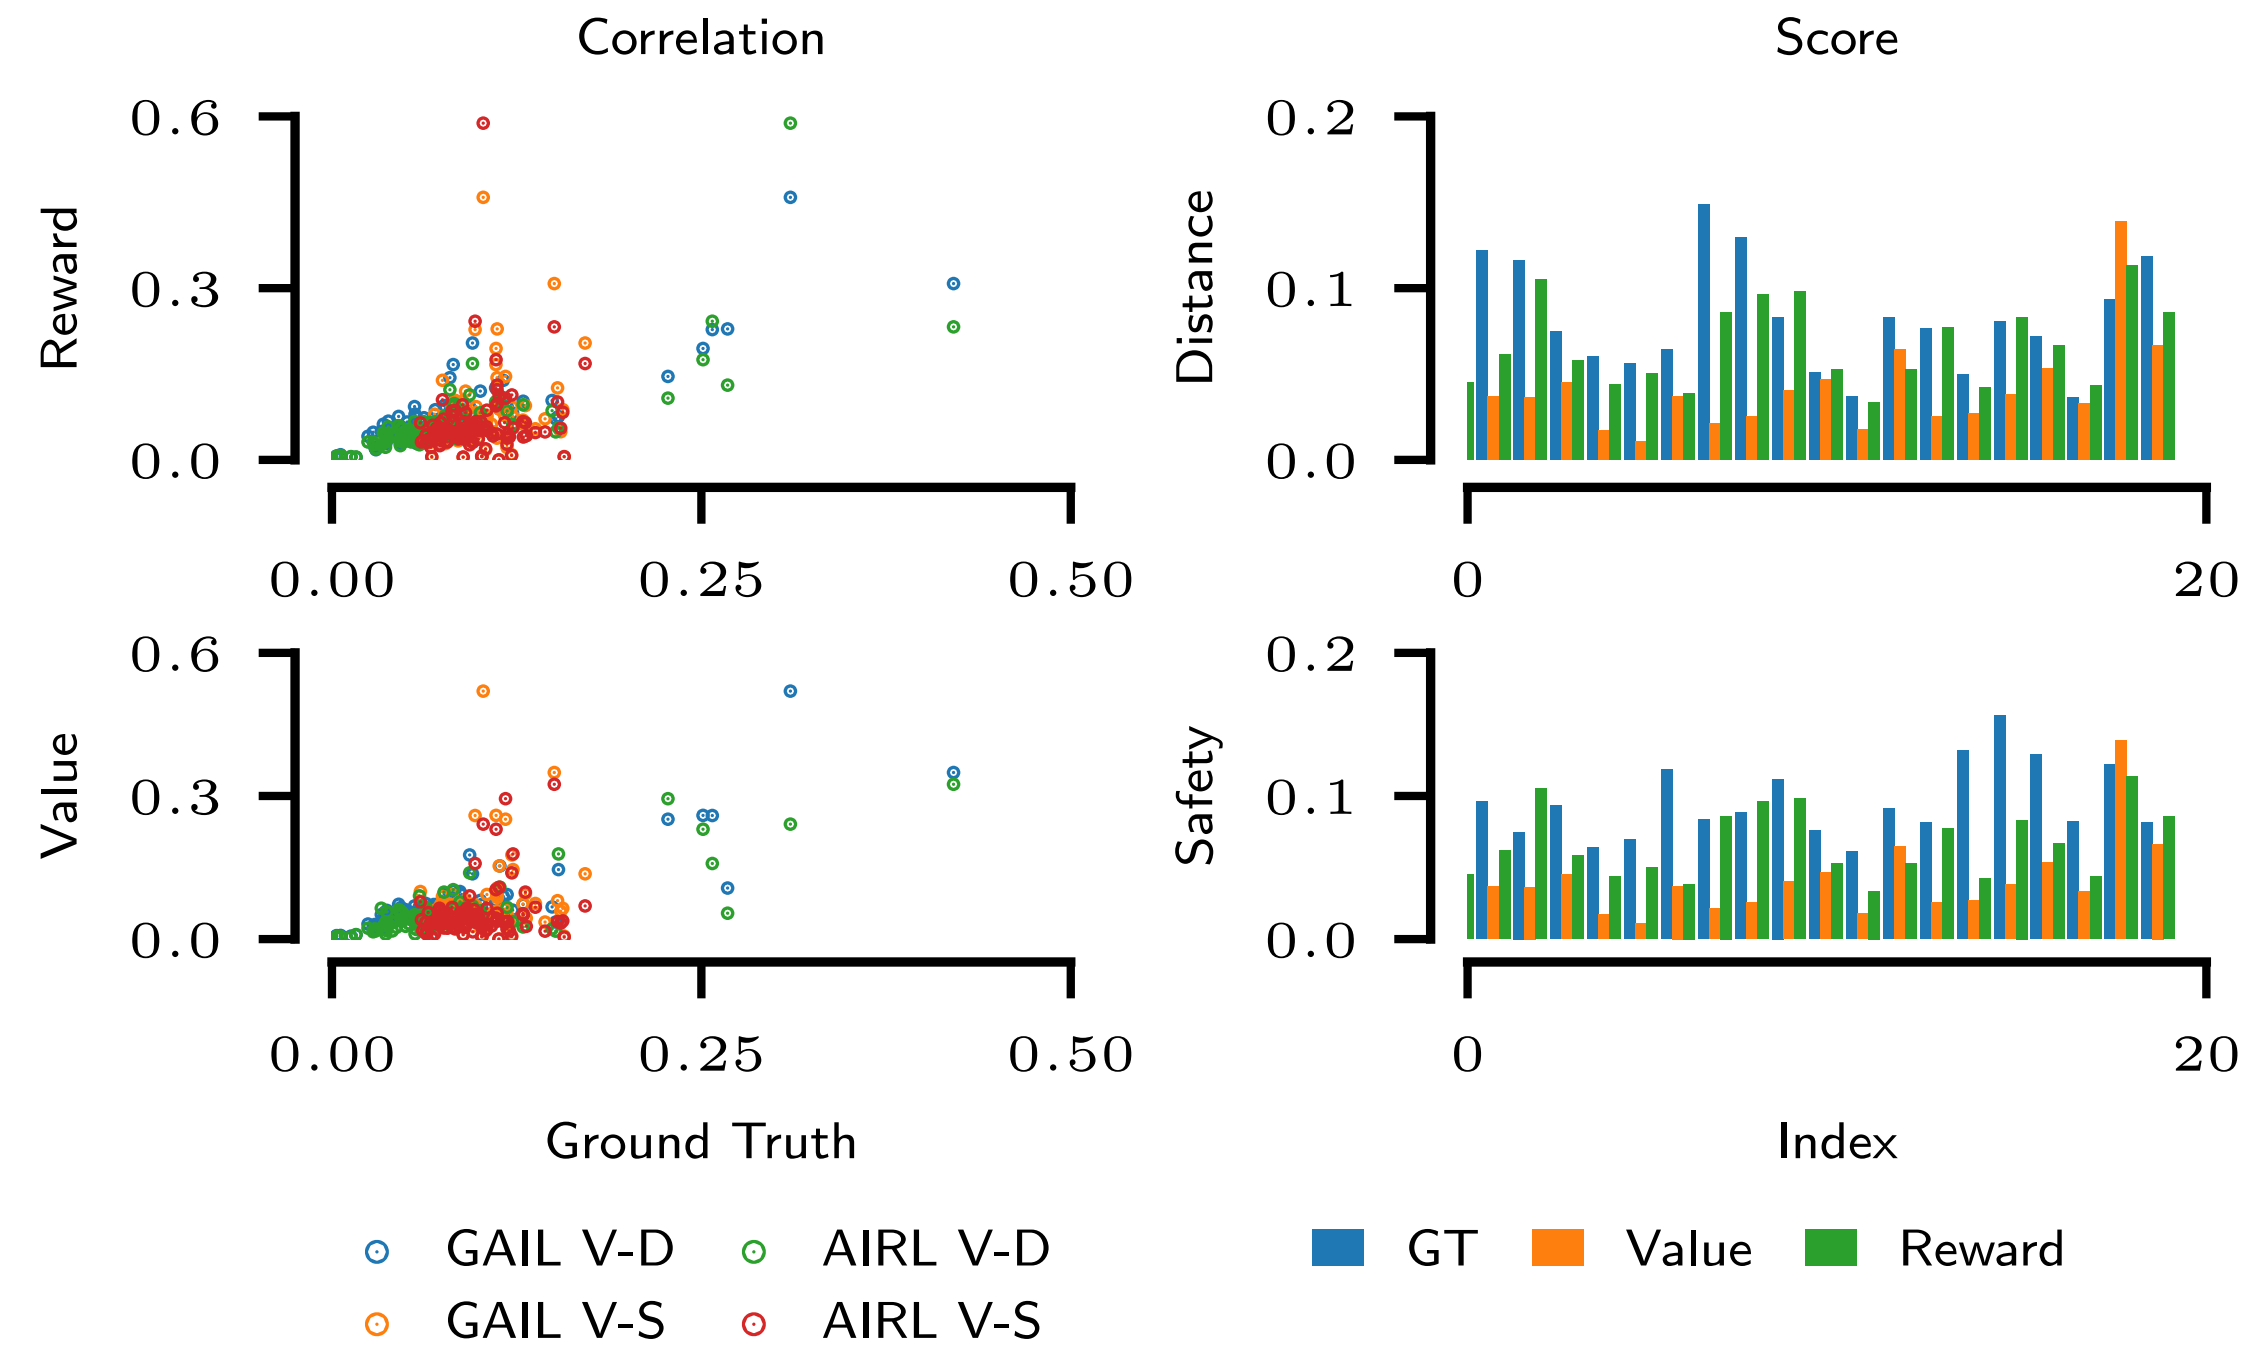 Correlation
Score
Reward
0.6
0.3
0.0
0.00 0.25 0.50
Distance
0.2
0.1
0.0
0 20
Value
0.6
0.3
0.0
0.00 0.25 0.50
Ground Truth
Safety
0.2
0.1
0.0
0 20
Index
GAIL V-D AIRL V-D
GAIL V-S AIRL V-S
GT Value Reward